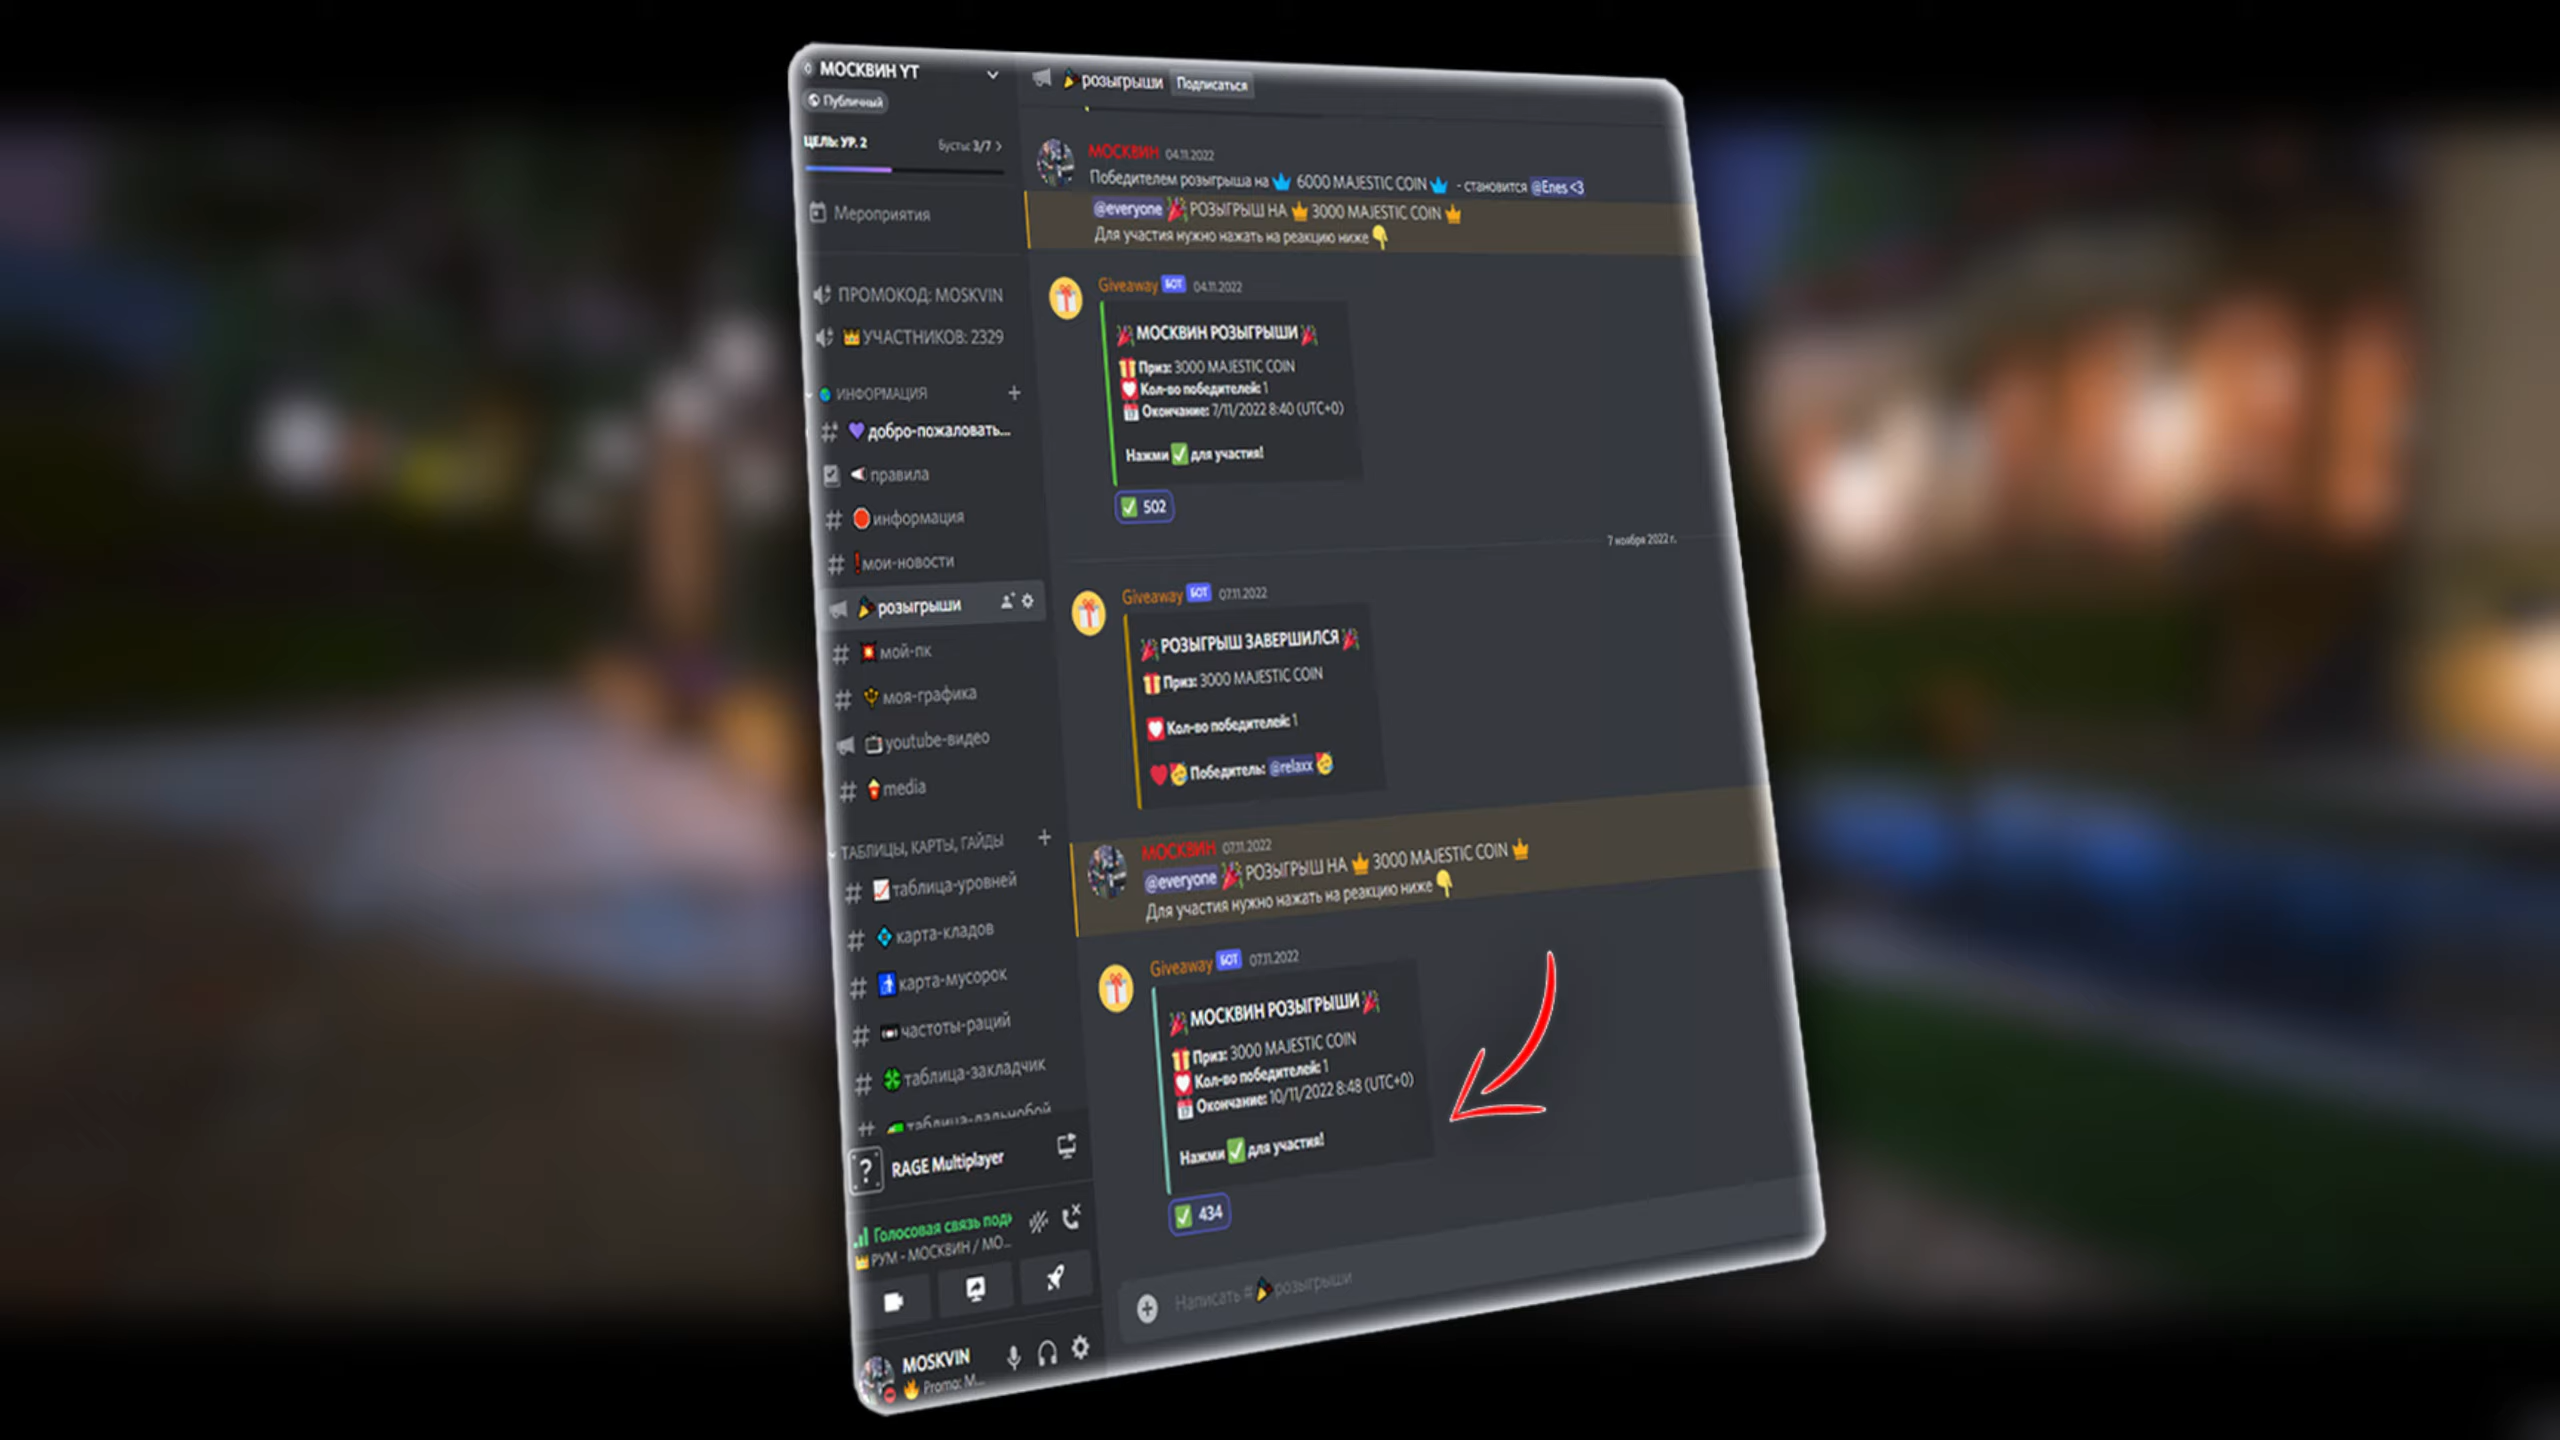 МОСКВИН YT
Публичный
ЦЕЛЬ: УР. 2
Бусты: 3/7
Мероприятия
ПРОМОКОД: MOSKVIN
УЧАСТНИКОВ: 2329
ИНФОРМАЦИЯ
добро-пожаловать...
правила
информация
мои-новости
розыгрыши
мой-пк
моя-графика
youtube-видео
media
ТАБЛИЦЫ, КАРТЫ, ГАЙДЫ
таблица-уровней
карта-кладов
карта-мусорок
частоты-раций
таблица-закладчик
таблица-дальнобой
RAGE Multiplayer
Голосовая связь под
РУМ - МОСКВИН / МО...
MOSKVIN
Promo: M...
розыгрыши Подписаться
МОСКВИН 04.11.2022
Победителем розыгрыша на 6000 MAJESTIC COIN - становится @Enes <3
@everyone РОЗЫГРЫШ НА 3000 MAJESTIC COIN
Для участия нужно нажать на реакцию ниже
Giveaway БОТ 04.11.2022
МОСКВИН РОЗЫГРЫШИ
Приз: 3000 MAJESTIC COIN
Кол-во победителей: 1
Окончание: 7/11/2022 8:40 (UTC+0)
Нажми для участия!
502
7 ноября 2022 г.
Giveaway БОТ 07.11.2022
РОЗЫГРЫШ ЗАВЕРШИЛСЯ
Приз: 3000 MAJESTIC COIN
Кол-во победителей: 1
Победитель: @relaxx
МОСКВИН 07.11.2022
@everyone РОЗЫГРЫШ НА 3000 MAJESTIC COIN
Для участия нужно нажать на реакцию ниже
Giveaway БОТ 07.11.2022
МОСКВИН РОЗЫГРЫШИ
Приз: 3000 MAJESTIC COIN
Кол-во победителей: 1
Окончание: 10/11/2022 8:48 (UTC+0)
Нажми для участия!
434
Написать # розыгрыши